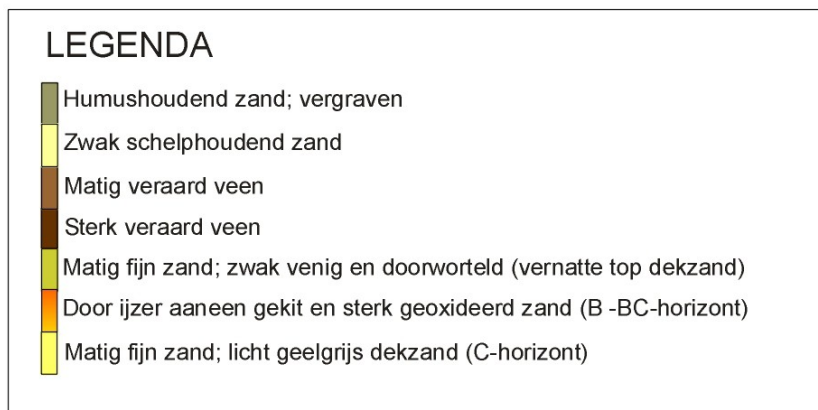 LEGENDA
Humushoudend zand; vergraven
Zwak schelphoudend zand
Matig veraard veen
Sterk veraard veen
Matig fijn zand; zwak venig en doorworteld (vernatte top dekzand)
Door ijzer aaneen gekit en sterk geoxideerd zand (B -BC-horizont)
Matig fijn zand; licht geelgrijs dekzand (C-horizont)